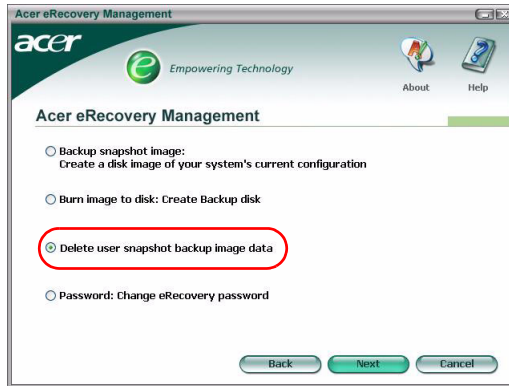 Acer eRecovery Management
acer
e
Empowering Technology
About
Help
Acer eRecovery Management
Backup snapshot image:
Create a disk image of your system's current configuration
Burn image to disk: Create Backup disk
Delete user snapshot backup image data
Password: Change eRecovery password
Back
Next
Cancel